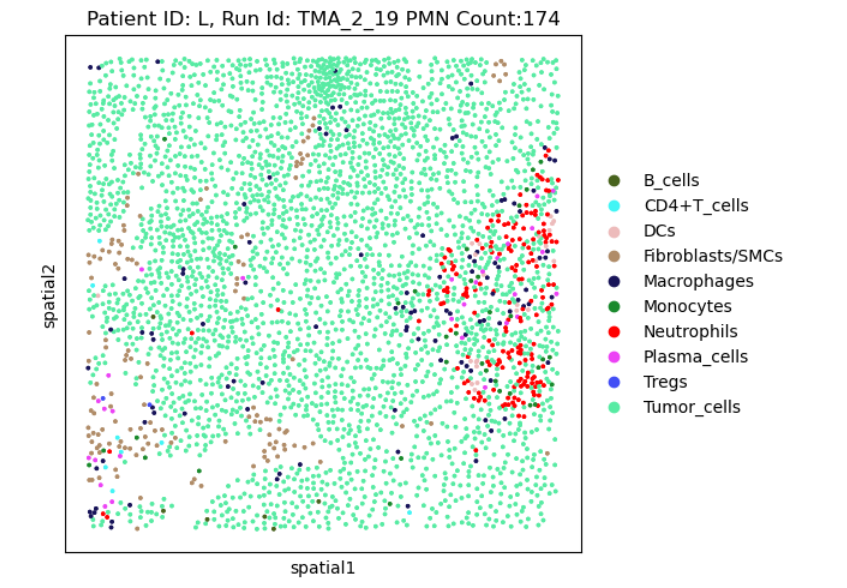 Patient ID: L, Run Id: TMA_2_19 PMN Count:174
B_cells
CD4+T_cells
DCs
Fibroblasts/SMCs
Macrophages
Monocytes
Neutrophils
Plasma_cells
Tregs
Tumor_cells
spatial2
spatial1